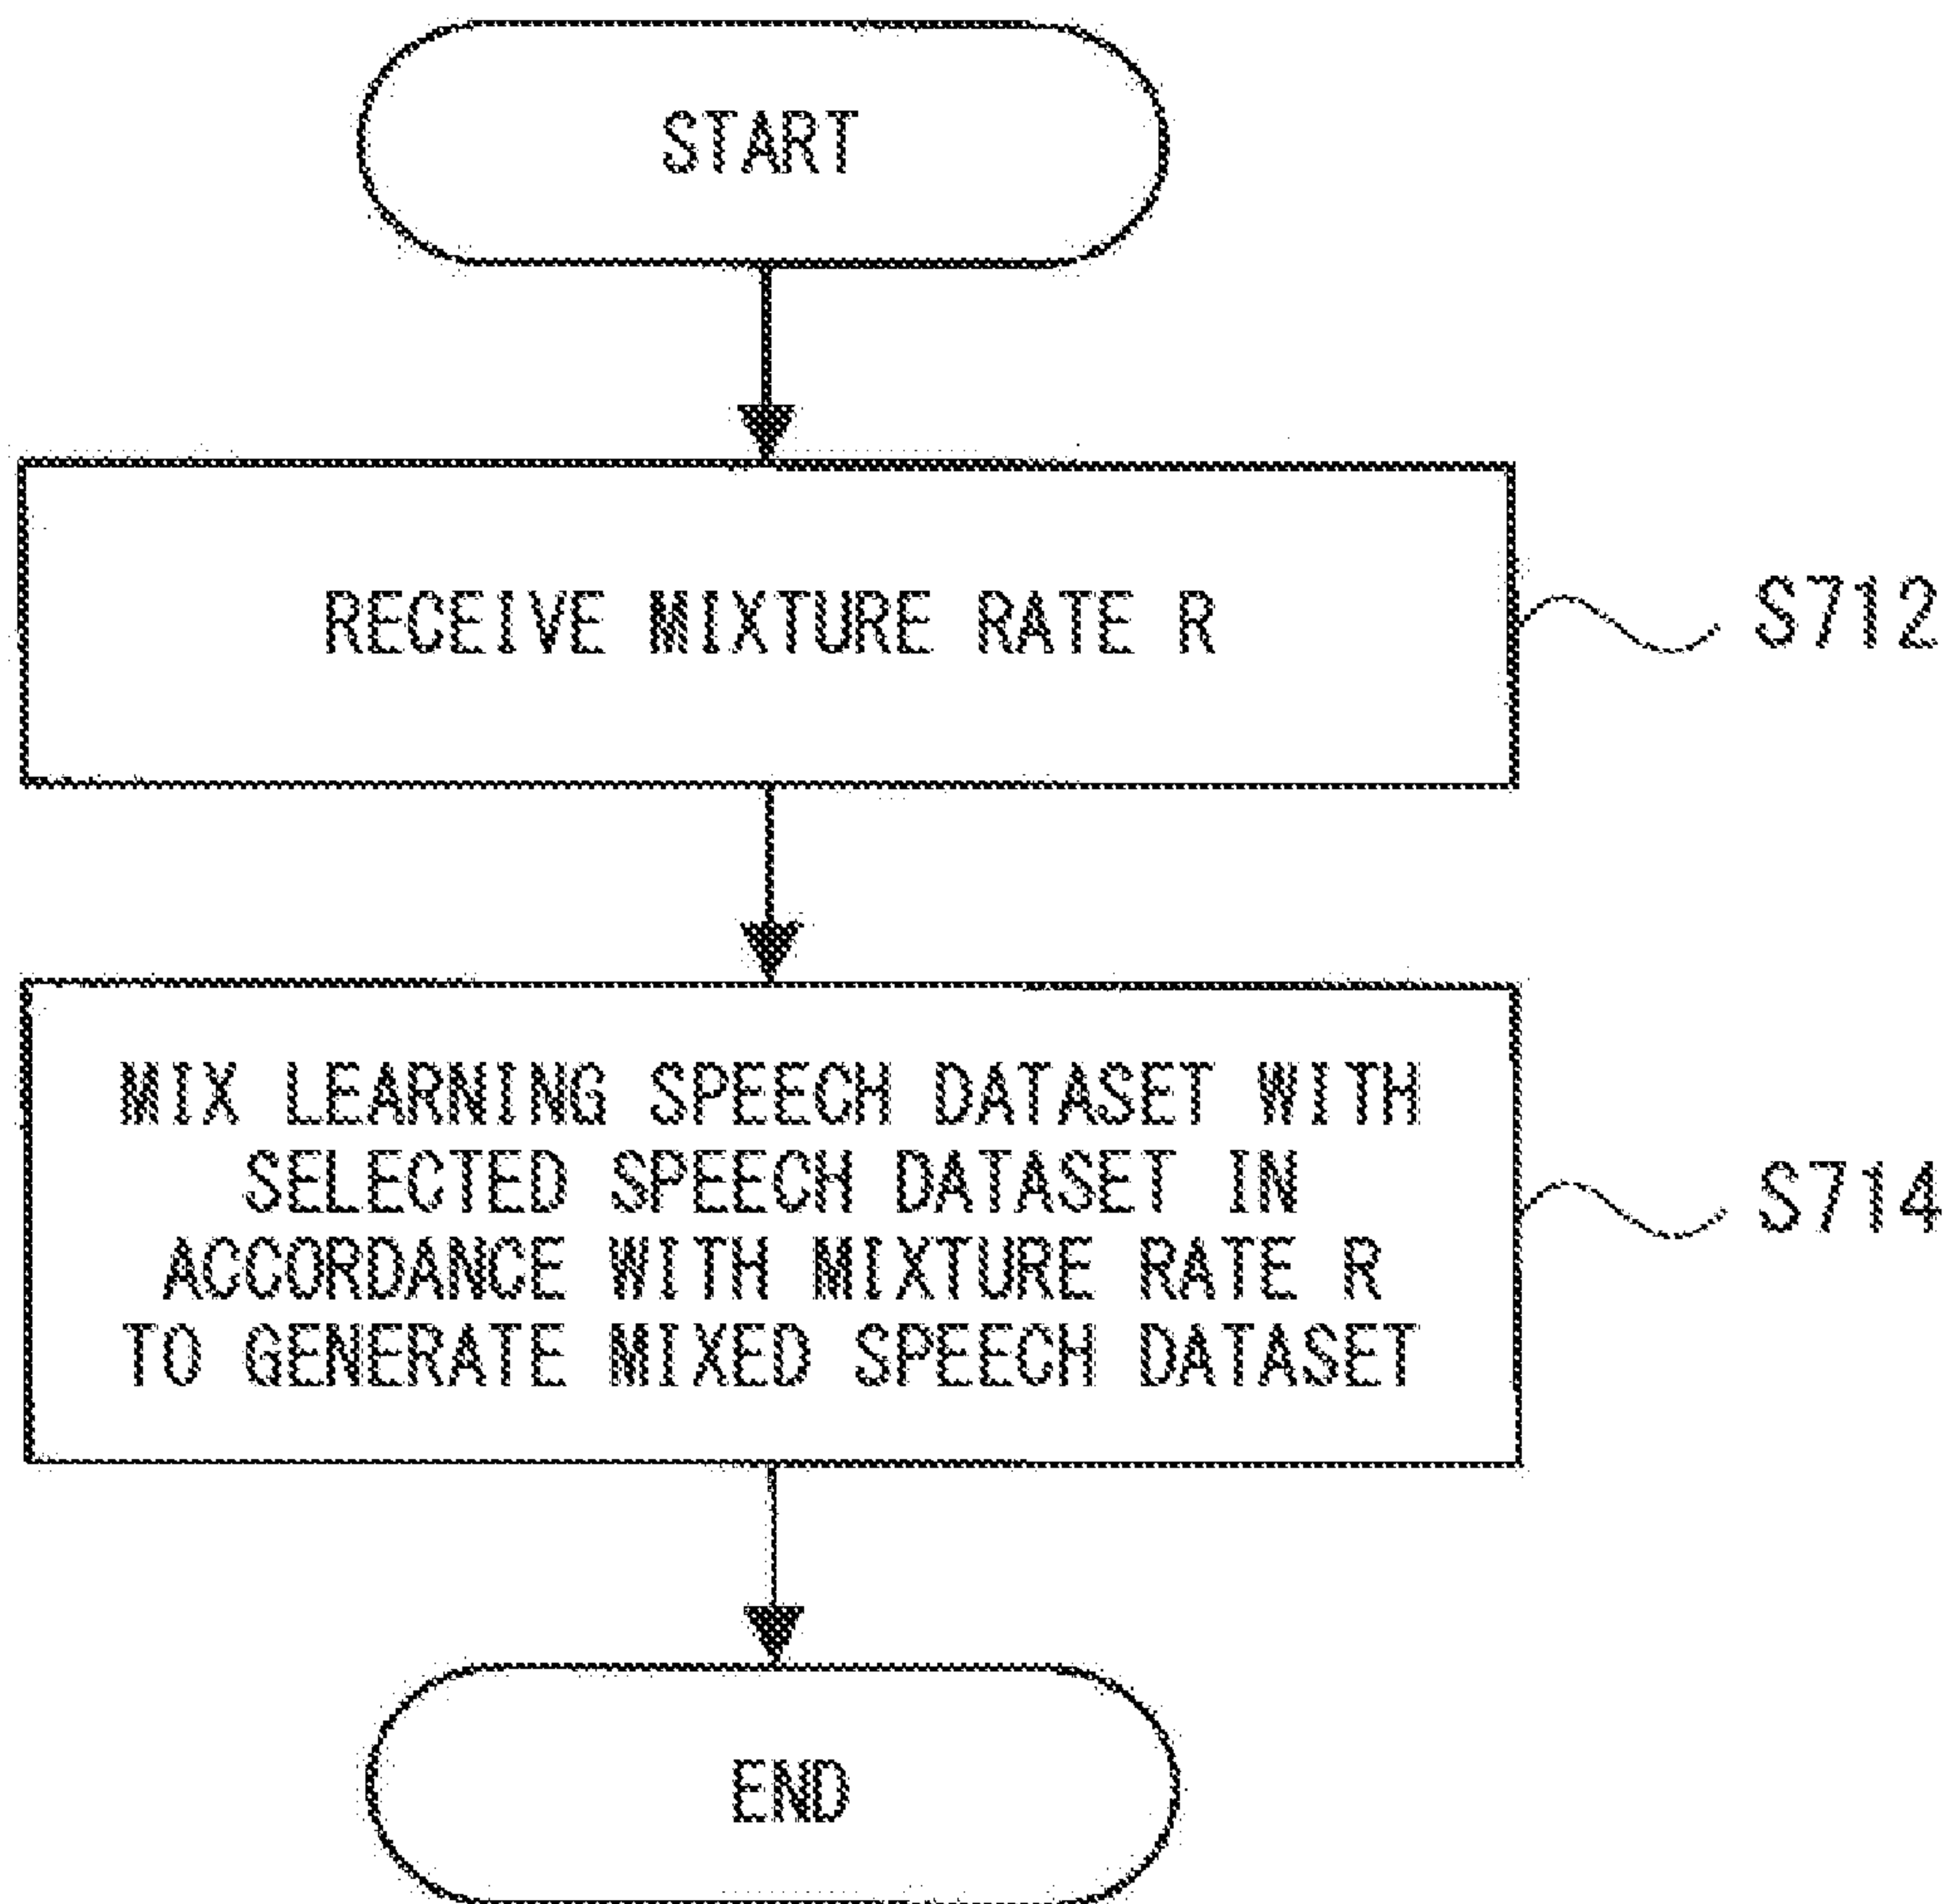 START
RECEIVE MIXTURE RATE R
S712
MIX LEARNING SPEECH DATASET WITH
SELECTED SPEECH DATASET IN
ACCORDANCE WITH MIXTURE RATE R
TO GENERATE MIXED SPEECH DATASET
S714
END